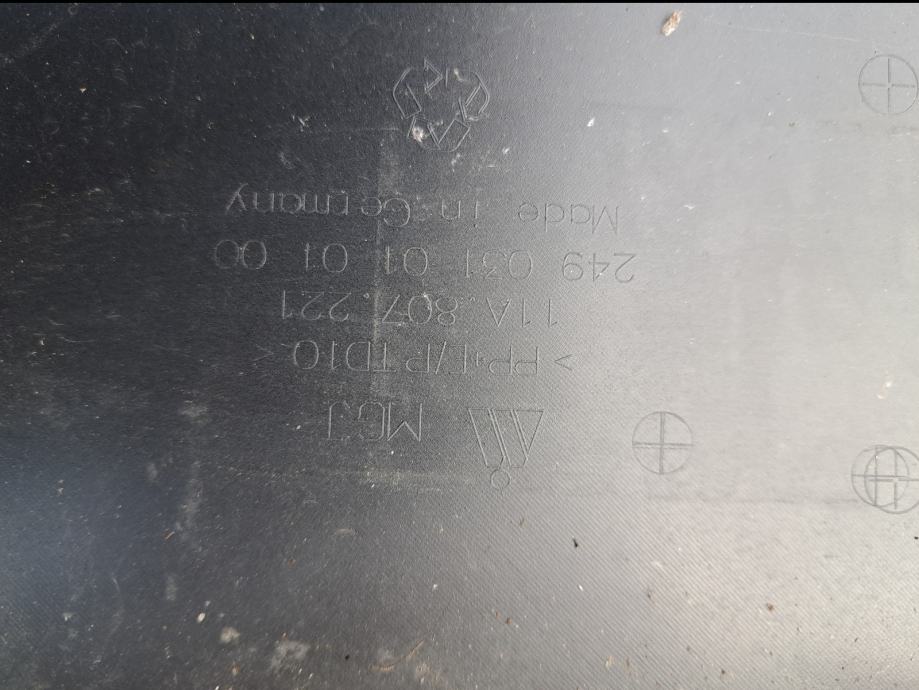 MGJ
>PP+E/P TD10 <
11A.807.221
249 031 01 01 00
Made in Germany